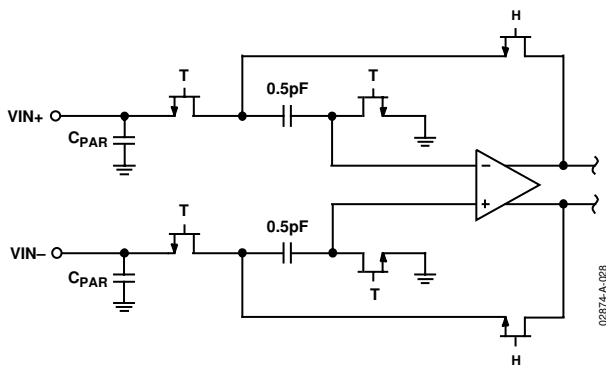 H
T
0.5pF
T
VIN+
CPAR
−
+
T
0.5pF
VIN–
CPAR
T
H
02874-A-028